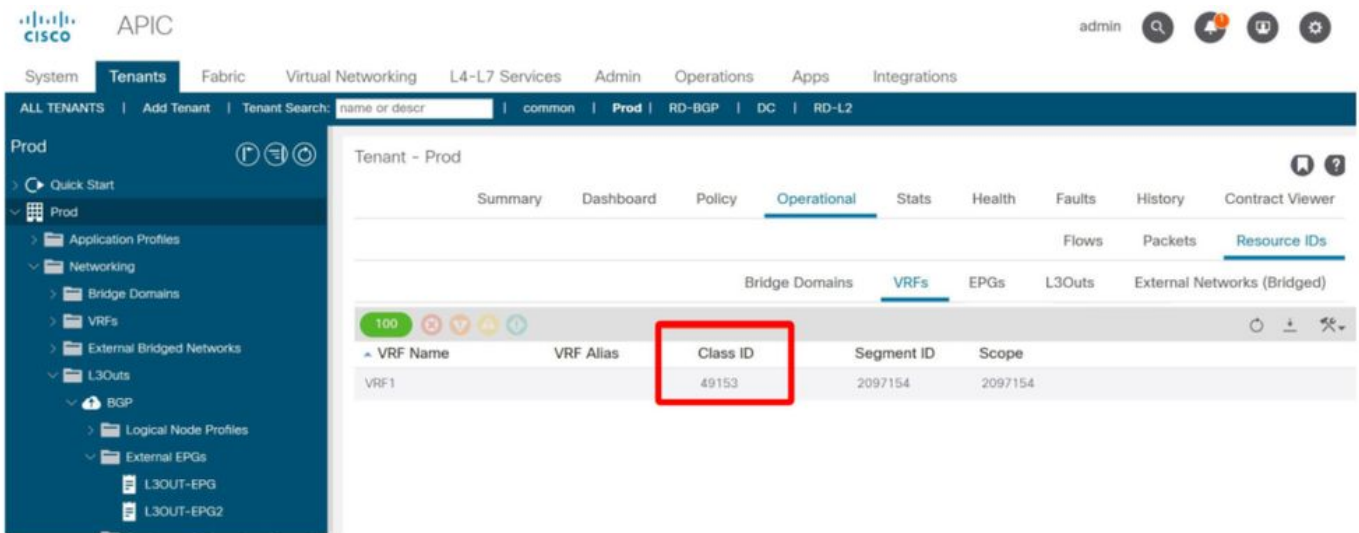 CISCO APIC admin 1
System Tenants Fabric Virtual Networking L4-L7 Services Admin Operations Apps Integrations
ALL TENANTS | Add Tenant | Tenant Search: name or descr | common | Prod | RD-BGP | DC | RD-L2
Prod
Quick Start
Prod
Application Profiles
Networking
Bridge Domains
VRFs
External Bridged Networks
L3Outs
BGP
Logical Node Profiles
External EPGs
L3OUT-EPG
L3OUT-EPG2
Tenant - Prod
Summary Dashboard Policy Operational Stats Health Faults History Contract Viewer
Flows Packets Resource IDs
Bridge Domains VRFs EPGs L3Outs External Networks (Bridged)
100
VRF Name VRF Alias Class ID Segment ID Scope
VRF1 49153 2097154 2097154